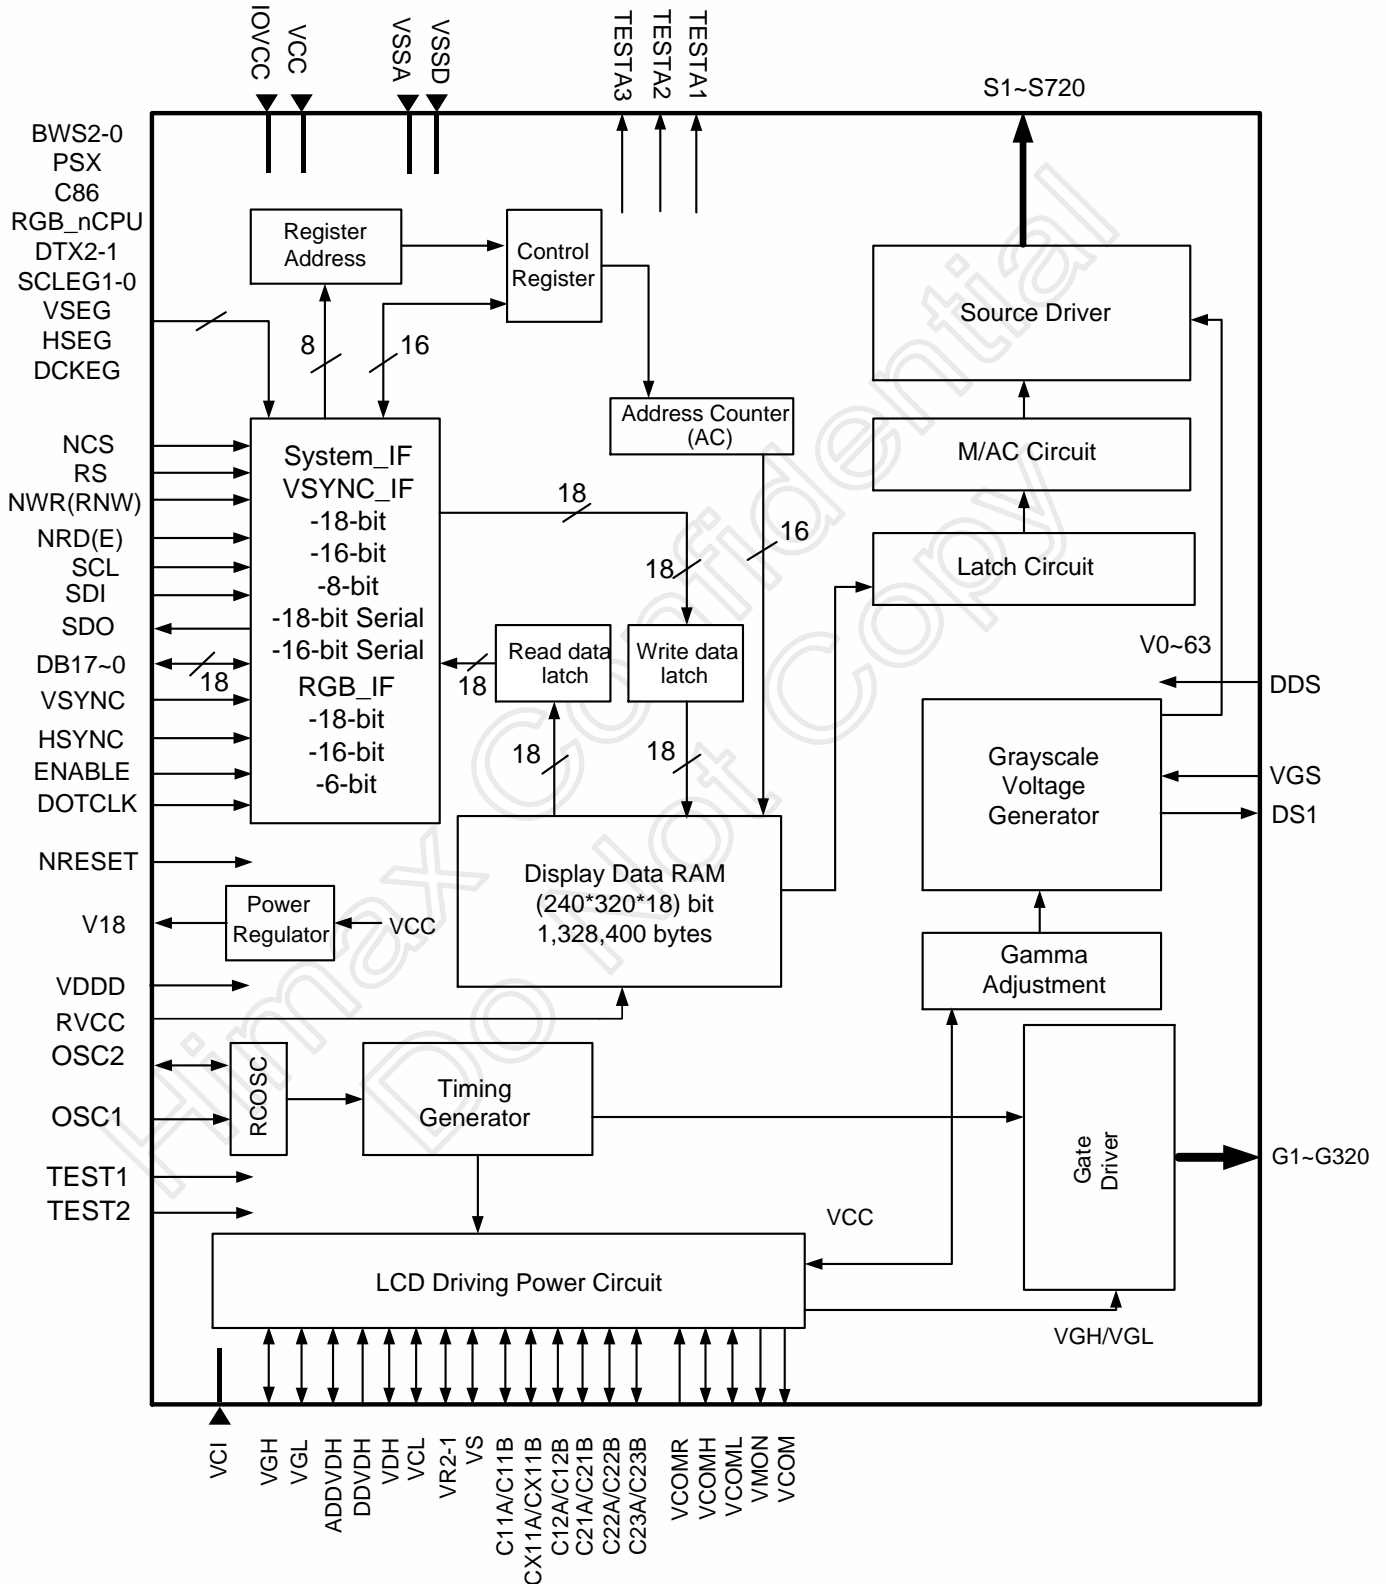 IOVCC
VCC
VSSA
VSSD
TESTA3
TESTA2
TESTA1
S1~S720
BWS2-0
PSX
C86
RGB_nCPU
DTX2-1
SCLEG1-0
VSEG
HSEG
DCKEG
Register
Address
Control
Register
8
16
Source Driver
Address Counter
(AC)
M/AC Circuit
Latch Circuit
NCS
RS
NWR(RNW)
NRD(E)
SCL
SDI
SDO
DB17~0
18
VSYNC
HSYNC
ENABLE
DOTCLK
System_IF
VSYNC_IF
-18-bit
-16-bit
-8-bit
-18-bit Serial
-16-bit Serial
RGB_IF
-18-bit
-16-bit
-6-bit
18
18
16
18
Read data
latch
Write data
latch
18
18
V0~63
DDS
Grayscale
Voltage
Generator
VGS
DS1
Display Data RAM
(240*320*18) bit
1,328,400 bytes
NRESET
V18
Power
Regulator
VCC
VDDD
RVCC
Gamma
Adjustment
OSC2
OSC1
RCOSC
Timing
Generator
Gate
Driver
G1~G320
TEST1
TEST2
VCC
LCD Driving Power Circuit
VGH/VGL
VCI
VGH
VGL
ADDVDH
DDVDH
VDH
VCL
VR2-1
VS
C11A/C11B
CX11A/CX11B
C12A/C12B
C21A/C21B
C22A/C22B
C23A/C23B
VCOMR
VCOMH
VCOML
VMON
VCOM
Himax Confidential
Do Not Copy